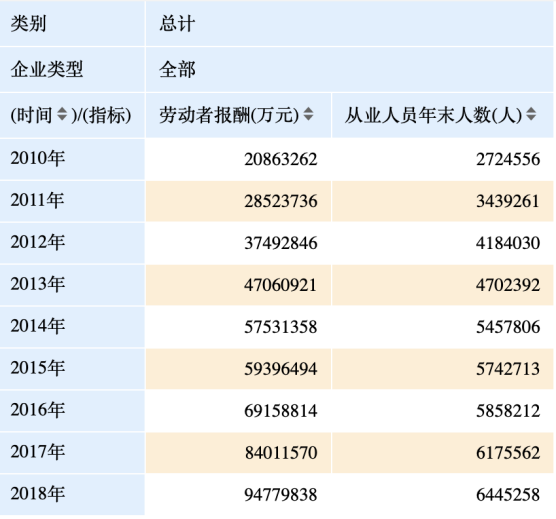 类别 总计
企业类型 全部
(时间)/(指标) 劳动者报酬(万元) 从业人员年末人数(人)
2010年 20863262 2724556
2011年 28523736 3439261
2012年 37492846 4184030
2013年 47060921 4702392
2014年 57531358 5457806
2015年 59396494 5742713
2016年 69158814 5858212
2017年 84011570 6175562
2018年 94779838 6445258